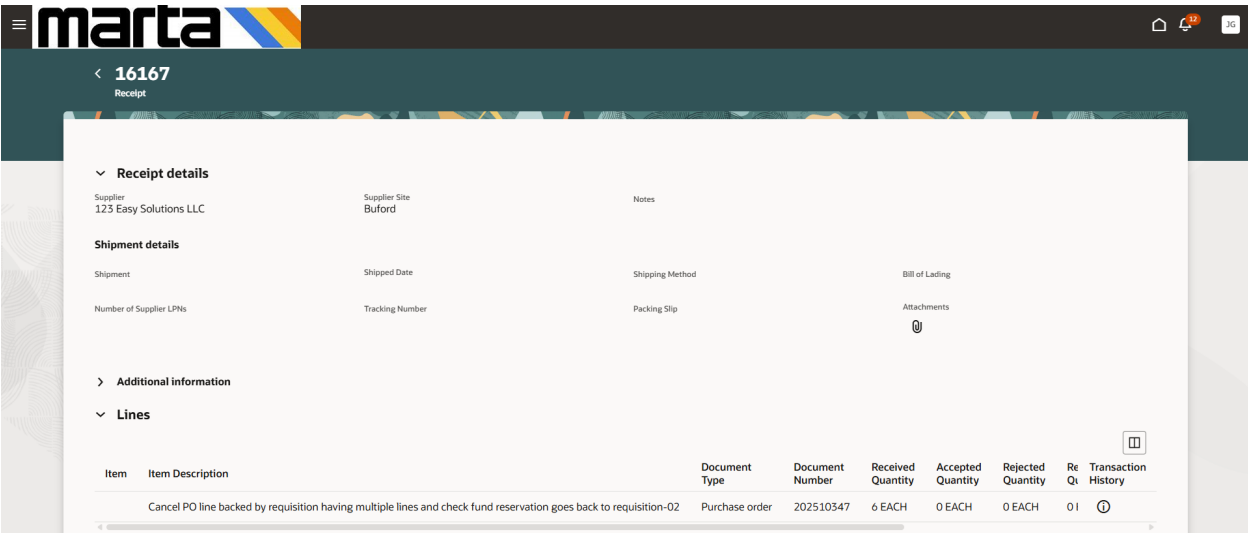 marta
12
JG
16167
Receipt
Receipt details
Supplier
123 Easy Solutions LLC
Supplier Site
Buford
Notes
Shipment details
Shipment
Shipped Date
Shipping Method
Bill of Lading
Number of Supplier LPNs
Tracking Number
Packing Slip
Attachments
Additional information
Lines
Item
Item Description
Document Type
Document Number
Received Quantity
Accepted Quantity
Rejected Quantity
Re
Transaction History
Cancel PO line backed by requisition having multiple lines and check fund reservation goes back to requisition-02
Purchase order
202510347
6 EACH
0 EACH
0 EACH
0